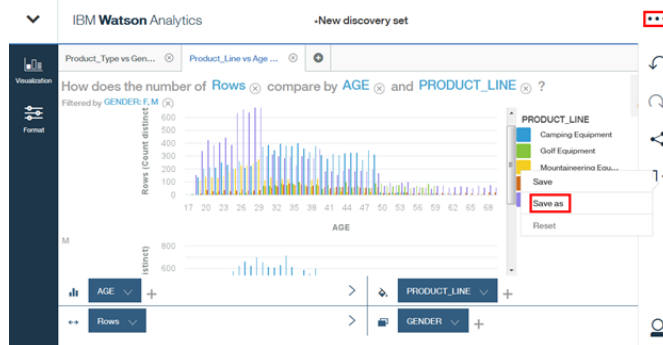 IBM Watson Analytics
New discovery set
Product_Type vs Gen...
Product_Line vs Age ...
Visualization
Format
How does the number of Rows compare by AGE and PRODUCT_LINE ?
Filtered by GENDER: F, M
Rows (Count distinct
600
500
400
300
200
100
0
17 20 23 26 29 32 35 38 41 44 47 50 53 56 59 62 65 68
AGE
PRODUCT_LINE
Camping Equipment
Golf Equipment
Mountaineering Equ...
Save
Save as
Reset
M
istinct)
800
600
AGE
PRODUCT_LINE
Rows
GENDER